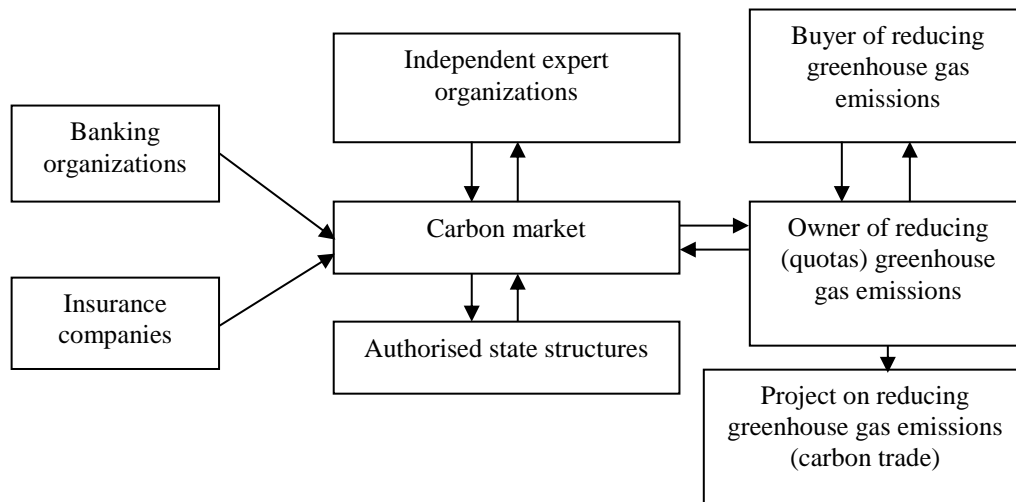 Independent expert
organizations
Buyer of reducing
greenhouse gas
emissions
Banking
organizations
Carbon market
Owner of reducing
(quotas) greenhouse
gas emissions
Insurance
companies
Authorised state structures
Project on reducing
greenhouse gas emissions
(carbon trade)